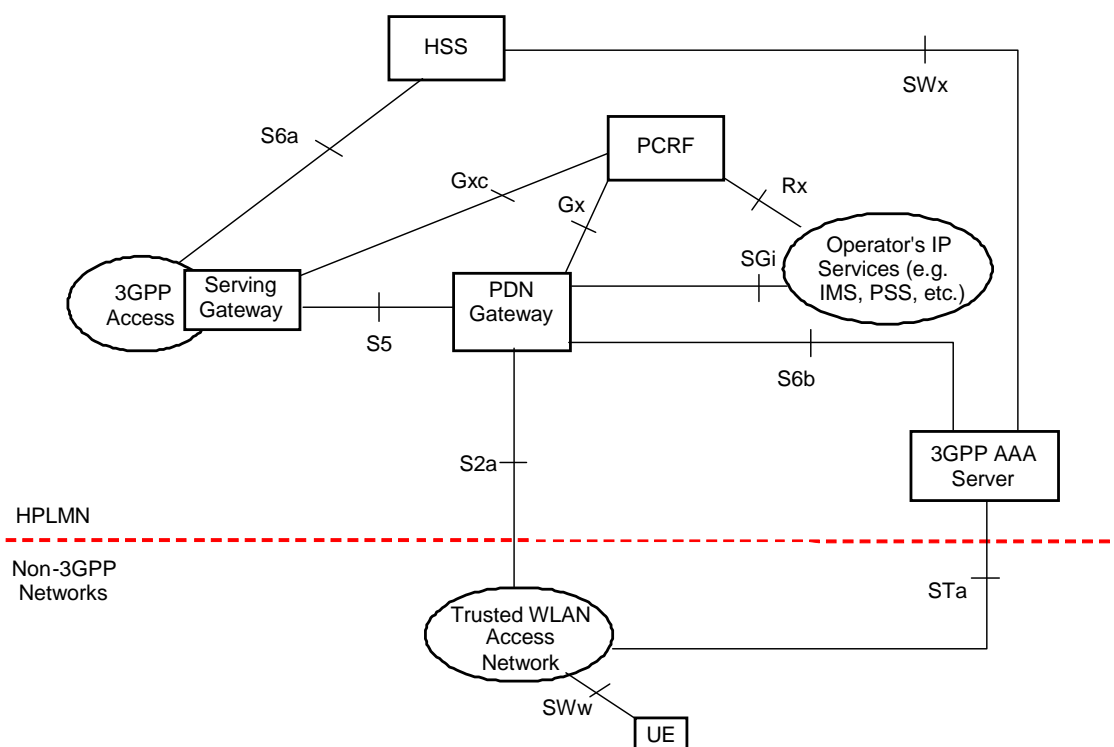 HSS
SWx
S6a
PCRF
Gxc
Rx
Gx
Operator's IP
Services (e.g.
IMS, PSS, etc.)
SGi
3GPP
Access
Serving
Gateway
PDN
Gateway
S5
S6b
S2a
3GPP AAA
Server
HPLMN
Non-3GPP
Networks
STa
Trusted WLAN
Access
Network
SWw
UE